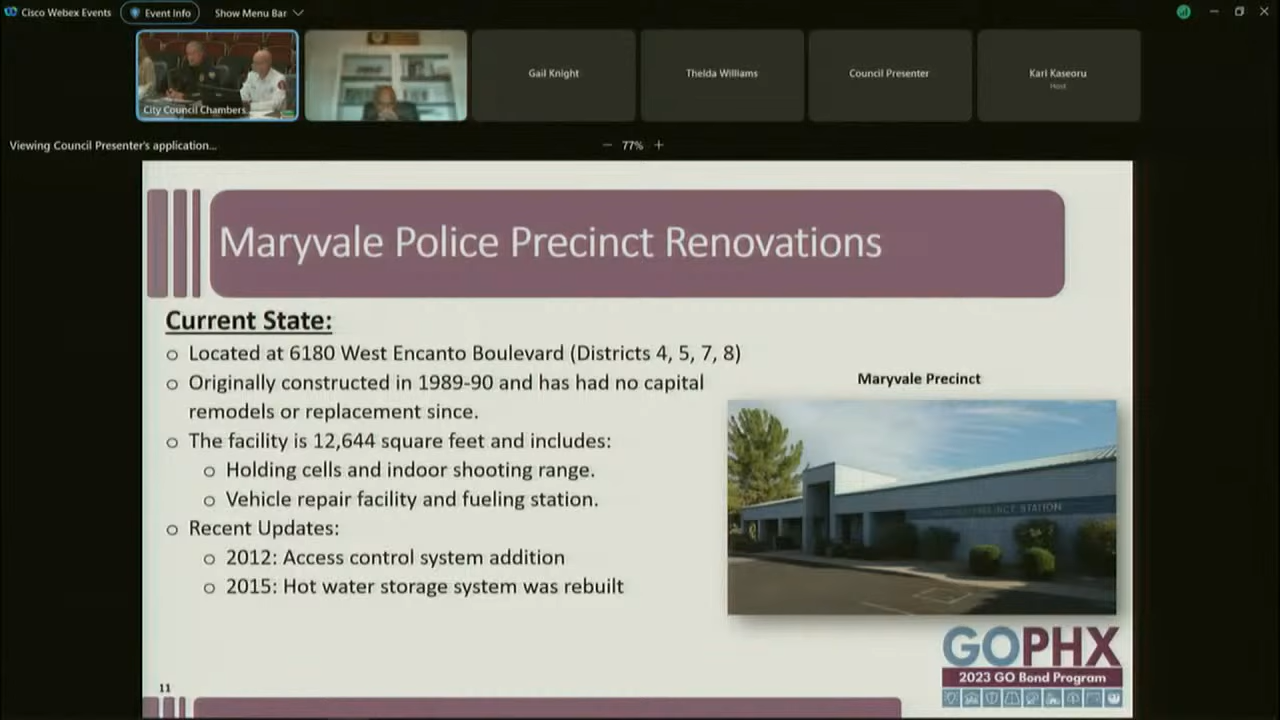 Cisco Webex Events
Event Info
Show Menu Bar
City Council Chambers...
Gail Knight
Thelda Williams
Council Presenter
Karl Kaseoru
Host
Viewing Council Presenter's application...
77%
Maryvale Police Precinct Renovations
Current State:
Located at 6180 West Encanto Boulevard (Districts 4, 5, 7, 8)
Originally constructed in 1989-90 and has had no capital
remodels or replacement since.
The facility is 12,644 square feet and includes:
Holding cells and indoor shooting range.
Vehicle repair facility and fueling station.
Recent Updates:
2012: Access control system addition
2015: Hot water storage system was rebuilt
Maryvale Precinct
PRECINCT STATION
GOPHX
2023 GO Bond Program
11